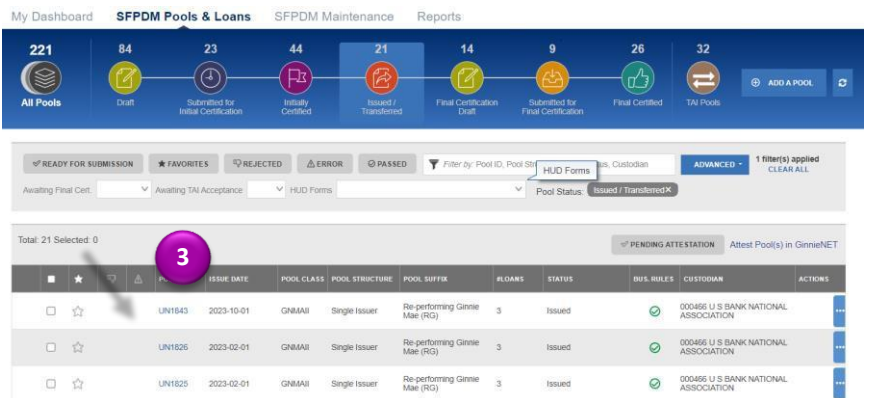 My Dashboard SFPDM Pools & Loans SFPDM Maintenance Reports
221 84 23 44 21 14 9 26 32
All Pools Draft Submitted for Initial Certification Initially Certified Issued / Transferred Final Certification Draft Submitted for Final Certification Final Certified TAI Pools ADD A POOL
READY FOR SUBMISSION FAVORITES REJECTED ERROR PASSED Filter by: Pool ID, Pool Custodian ADVANCED 1 filter(s) applied
CLEAR ALL
HUD Forms
Awaiting Final Cert. Awaiting TAI Acceptance HUD Forms Pool Status: Issued / Transferred×
Total: 21 Selected: 0 PENDING ATTESTATION Attest Pool(s) in GinnieNET
3
ISSUE DATE POOL CLASS POOL STRUCTURE POOL SUFFIX #LOANS STATUS BUS. RULES CUSTODIAN ACTIONS
UN1843 2023-10-01 GNMAII Single Issuer Re-performing Ginnie Mae (RG) 3 Issued 000466 U S BANK NATIONAL ASSOCIATION
UN1826 2023-02-01 GNMAII Single Issuer Re-performing Ginnie Mae (RG) 3 Issued 000466 U S BANK NATIONAL ASSOCIATION
UN1825 2023-02-01 GNMAII Single Issuer Re-performing Ginnie Mae (RG) 3 Issued 000466 U S BANK NATIONAL ASSOCIATION